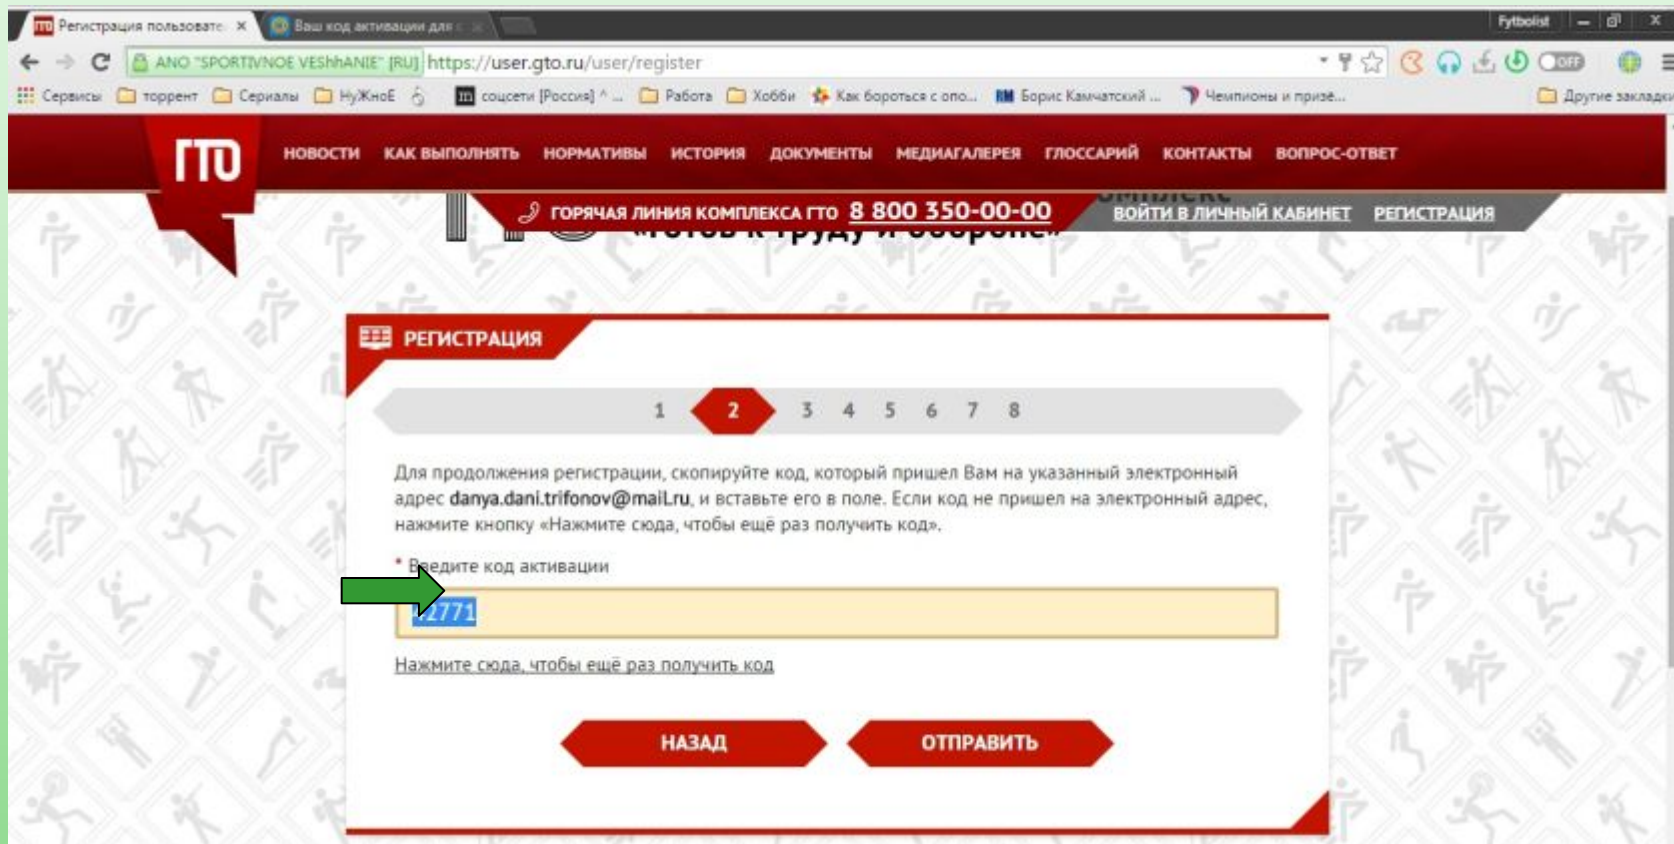 Регистрация пользовате
Ваш код активации для с
Fytbolist
ANO "SPORTIVNOE VEShhANIE" [RU] https://user.gto.ru/user/register
OFF
Сервисы торрент Сериалы НуЖноЕ соцсети [Россия] ^ ... Работа Хобби Как бороться с опо... Борис Камчатский ... Чемпионы и призё... Другие закладки
ГТО
НОВОСТИ КАК ВЫПОЛНЯТЬ НОРМАТИВЫ ИСТОРИЯ ДОКУМЕНТЫ МЕДИАГАЛЕРЕЯ ГЛОССАРИЙ КОНТАКТЫ ВОПРОС-ОТВЕТ
ГОРЯЧАЯ ЛИНИЯ КОМПЛЕКСА ГТО 8 800 350-00-00 ВОЙТИ В ЛИЧНЫЙ КАБИНЕТ РЕГИСТРАЦИЯ
«Готов к труду и обороне»
РЕГИСТРАЦИЯ
1 2 3 4 5 6 7 8
Для продолжения регистрации, скопируйте код, который пришел Вам на указанный электронный
адрес danya.dani.trifonov@mail.ru, и вставьте его в поле. Если код не пришел на электронный адрес,
нажмите кнопку «Нажмите сюда, чтобы ещё раз получить код».
* Введите код активации
42771
Нажмите сюда, чтобы ещё раз получить код
НАЗАД ОТПРАВИТЬ